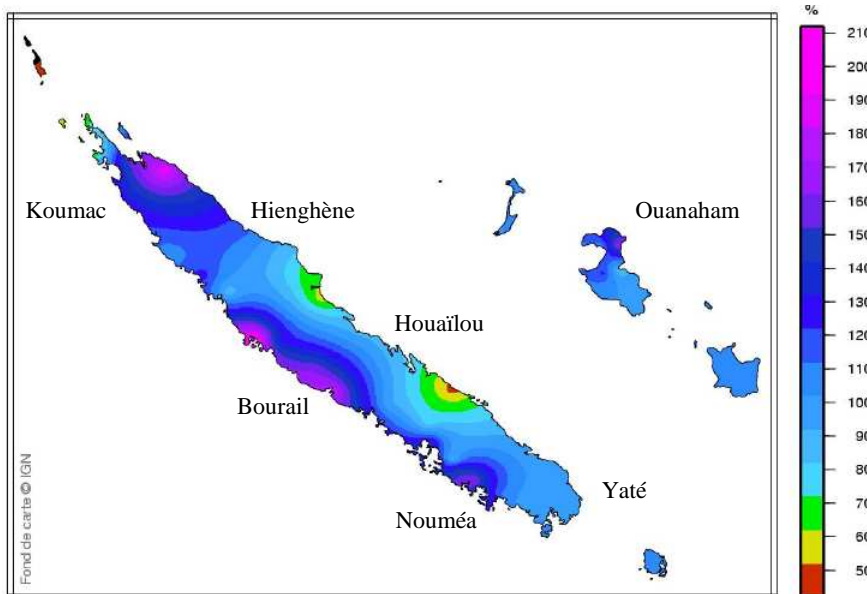 %
210
200
190
180
170
160
150
140
130
120
110
100
90
80
70
60
50
Koumac
Hienghène
Ouanaham
Houaïlou
Bourail
Yaté
Nouméa
Fond de carte © IGN